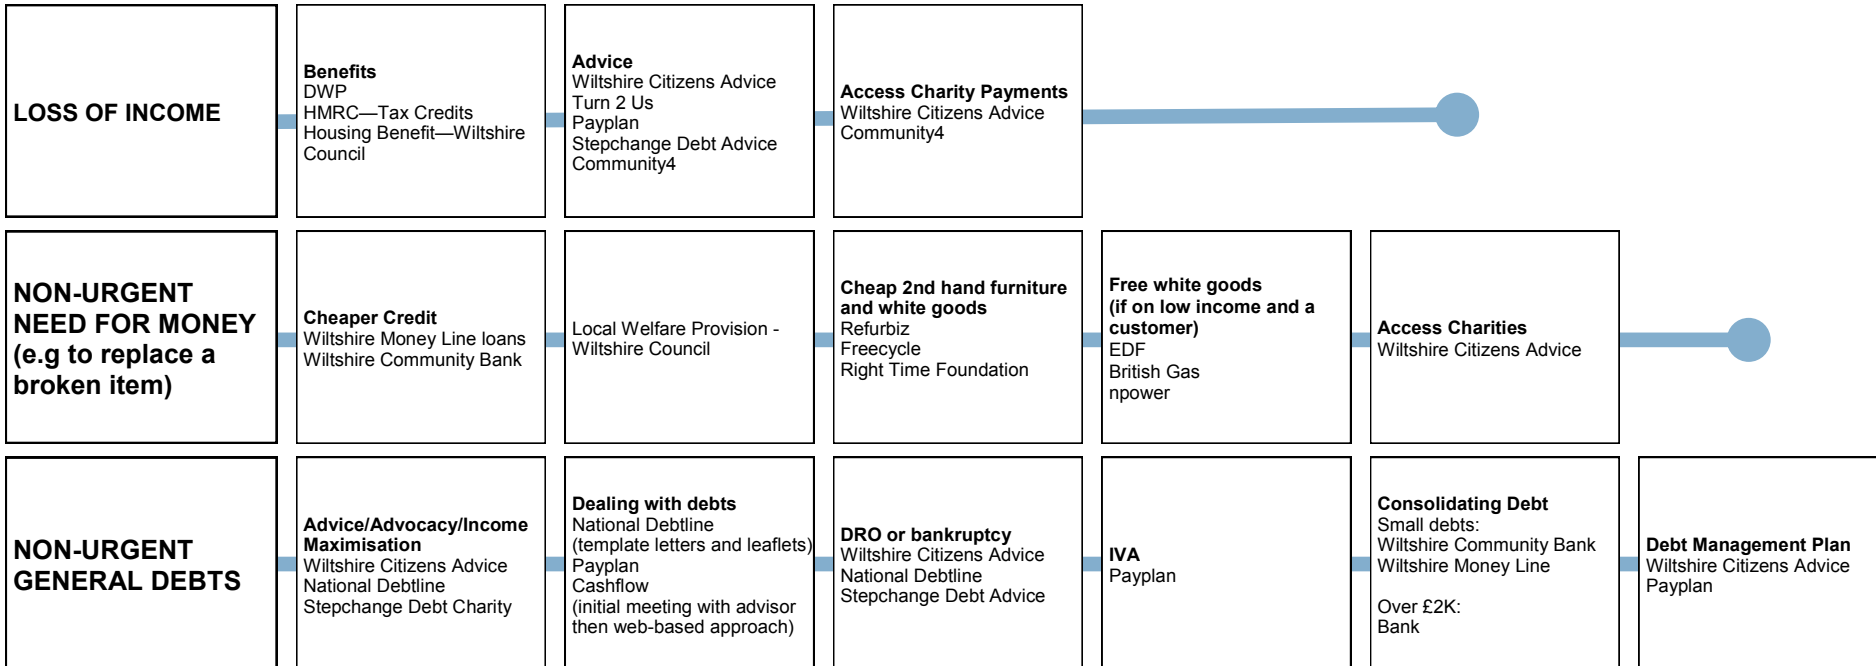 LOSS OF INCOME
Benefits
DWP
HMRC—Tax Credits
Housing Benefit—Wiltshire
Council
Advice
Wiltshire Citizens Advice
Turn 2 Us
Payplan
Stepchange Debt Advice
Community4
Access Charity Payments
Wiltshire Citizens Advice
Community4
NON-URGENT
NEED FOR MONEY
(e.g to replace a
broken item)
Cheaper Credit
Wiltshire Money Line loans
Wiltshire Community Bank
Local Welfare Provision -
Wiltshire Council
Cheap 2nd hand furniture
and white goods
Refurbiz
Freecycle
Right Time Foundation
Free white goods
(if on low income and a
customer)
EDF
British Gas
npower
Access Charities
Wiltshire Citizens Advice
NON-URGENT
GENERAL DEBTS
Advice/Advocacy/Income
Maximisation
Wiltshire Citizens Advice
National Debtline
Stepchange Debt Charity
Dealing with debts
National Debtline
(template letters and leaflets)
Payplan
Cashflow
(initial meeting with advisor
then web-based approach)
DRO or bankruptcy
Wiltshire Citizens Advice
National Debtline
Stepchange Debt Advice
IVA
Payplan
Consolidating Debt
Small debts:
Wiltshire Community Bank
Wiltshire Money Line
Over £2K:
Bank
Debt Management Plan
Wiltshire Citizens Advice
Payplan